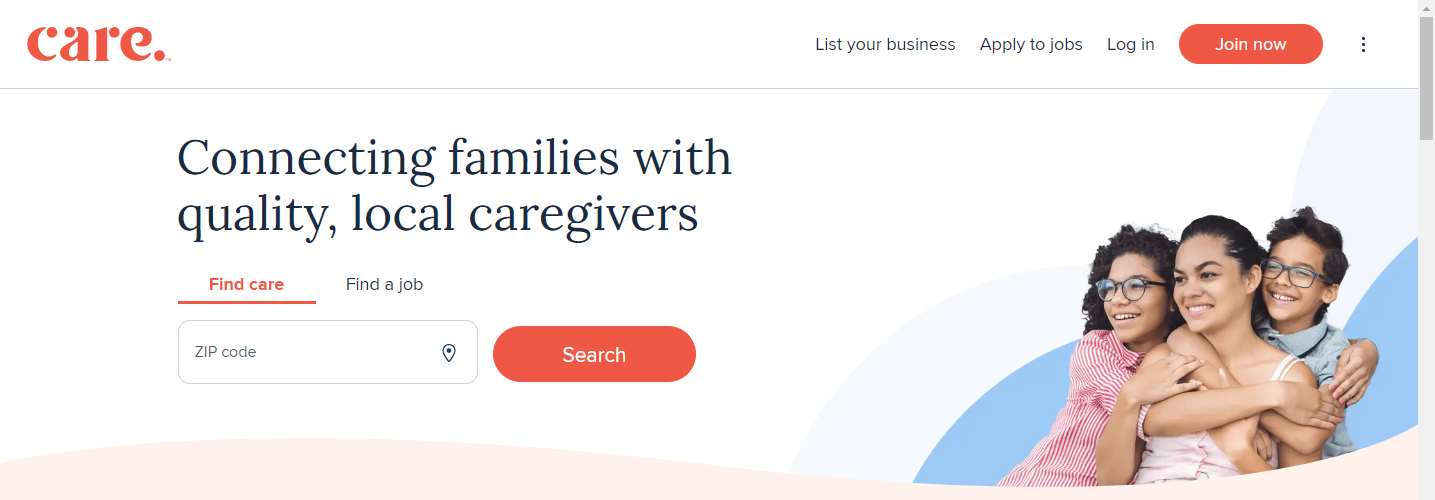 care.™
List your business
Apply to jobs
Log in
Join now
Connecting families with
quality, local caregivers
Find care
Find a job
ZIP code
Search